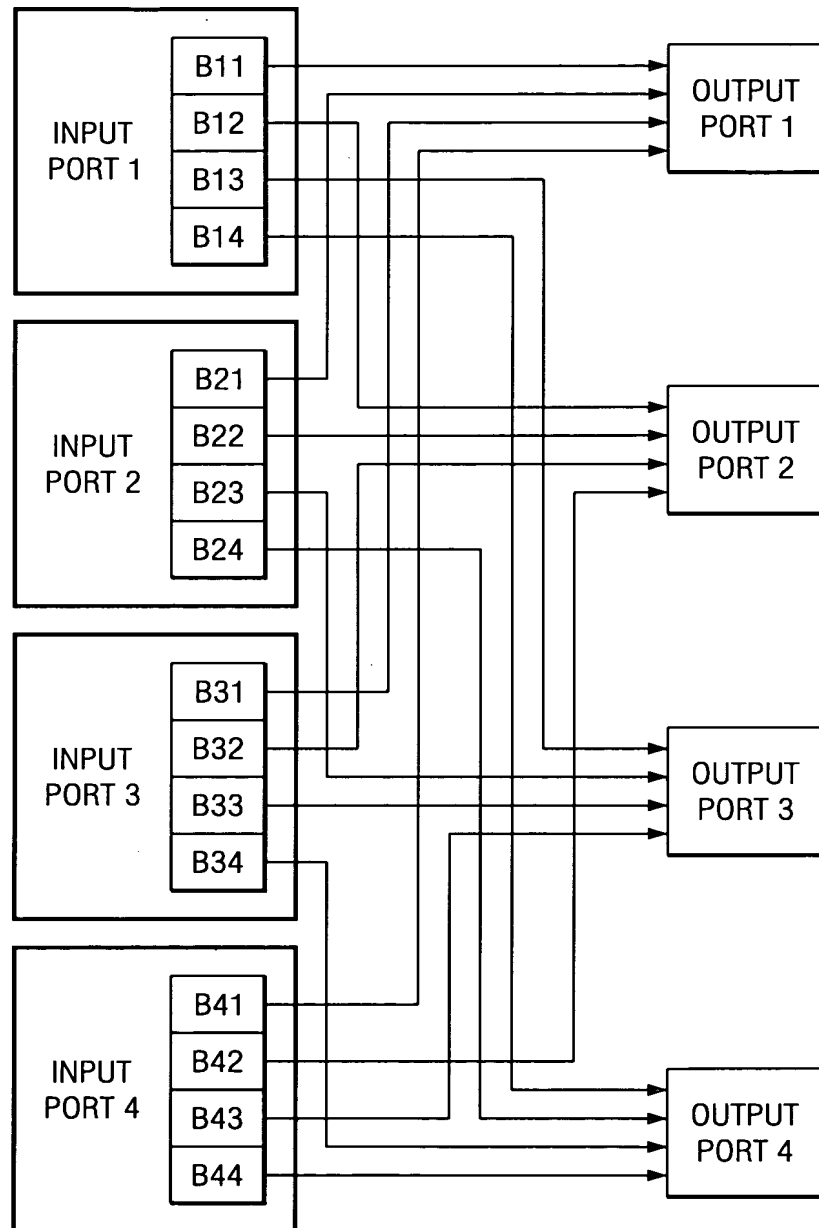 INPUT
PORT 1
B11
B12
B13
B14
OUTPUT
PORT 1
INPUT
PORT 2
B21
B22
B23
B24
OUTPUT
PORT 2
INPUT
PORT 3
B31
B32
B33
B34
OUTPUT
PORT 3
INPUT
PORT 4
B41
B42
B43
B44
OUTPUT
PORT 4